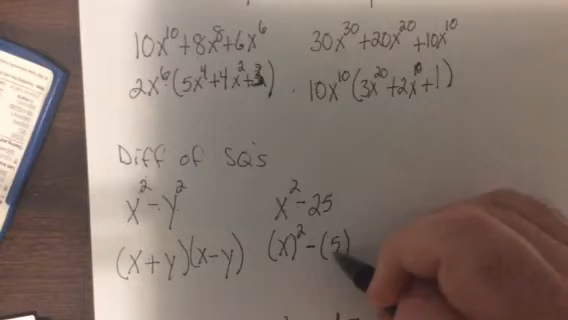 10x¹⁰+8x⁸+6x⁶
30x³⁰+20x²⁰+10x¹⁰
2x⁶·(5x⁴+4x²+3)
10x¹⁰(3x²⁰+2x¹⁰+1)
Diff of SQ's
x²-y²
x²-25
(x+y)(x-y)
(x)²-(5)